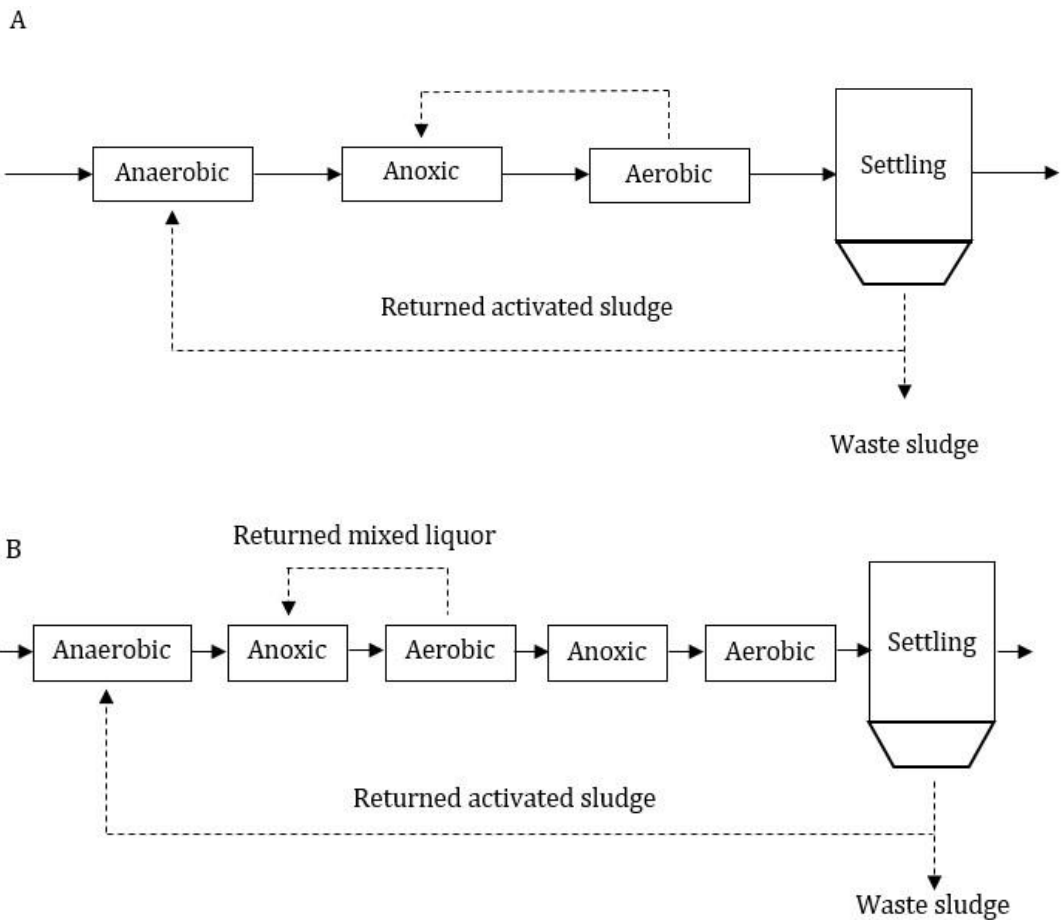 A
Anaerobic
Anoxic
Aerobic
Settling
Returned activated sludge
Waste sludge
B
Returned mixed liquor
Anaerobic
Anoxic
Aerobic
Anoxic
Aerobic
Settling
Returned activated sludge
Waste sludge